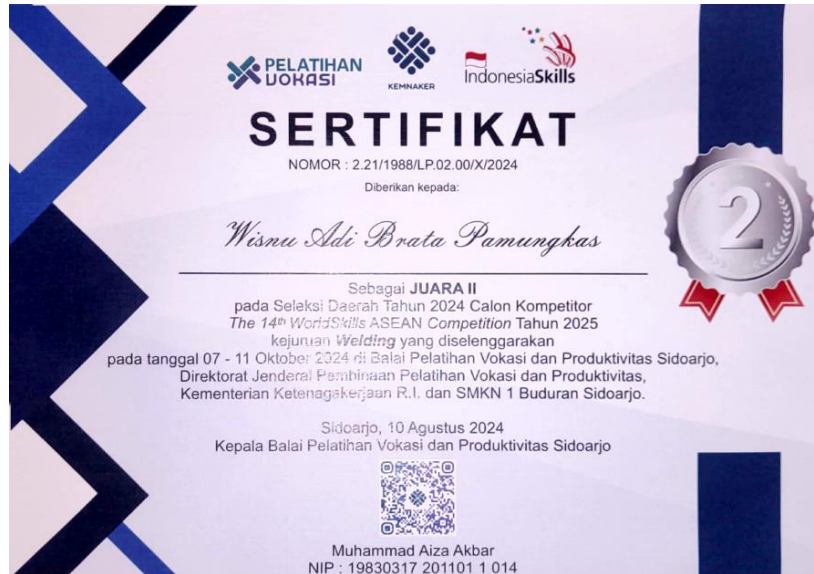 PELATIHAN
VOKASI
KEMNAKER
IndonesiaSkills
SERTIFIKAT
NOMOR : 2.21/1988/LP.02.00/X/2024
Diberikan kepada:
Wisnu Adi Brata Pamungkas
2
Sebagai JUARA II
pada Seleksi Daerah Tahun 2024 Calon Kompetitor
The 14th WorldSkills ASEAN Competition Tahun 2025
kejuruan Welding yang diselenggarakan
pada tanggal 07 - 11 Oktober 2024 di Balai Pelatihan Vokasi dan Produktivitas Sidoarjo,
Direktorat Jenderal Pembinaan Pelatihan Vokasi dan Produktivitas,
Kementerian Ketenagakerjaan R.I. dan SMKN 1 Buduran Sidoarjo.
Sidoarjo, 10 Agustus 2024
Kepala Balai Pelatihan Vokasi dan Produktivitas Sidoarjo
Muhammad Aiza Akbar
NIP : 19830317 201101 1 014